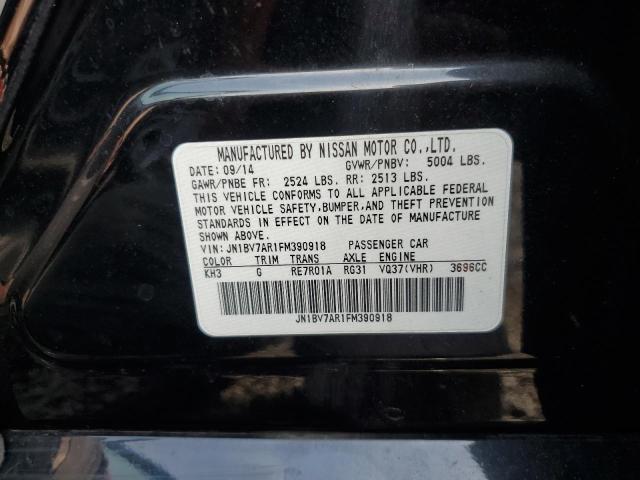 MANUFACTURED BY NISSAN MOTOR CO.,LTD.
DATE: 09/14 GVWR/PNBV: 5004 LBS.
GAWR/PNBE FR: 2524 LBS. RR: 2513 LBS.
THIS VEHICLE CONFORMS TO ALL APPLICABLE FEDERAL
MOTOR VEHICLE SAFETY,BUMPER,AND THEFT PREVENTION
STANDARDS IN EFFECT ON THE DATE OF MANUFACTURE
SHOWN ABOVE.
VIN: JN1BV7AR1FM390918 PASSENGER CAR
COLOR TRIM TRANS AXLE ENGINE
KH3 G RE7R01A RG31 VQ37(VHR) 3696CC
JN1BV7AR1FM390918